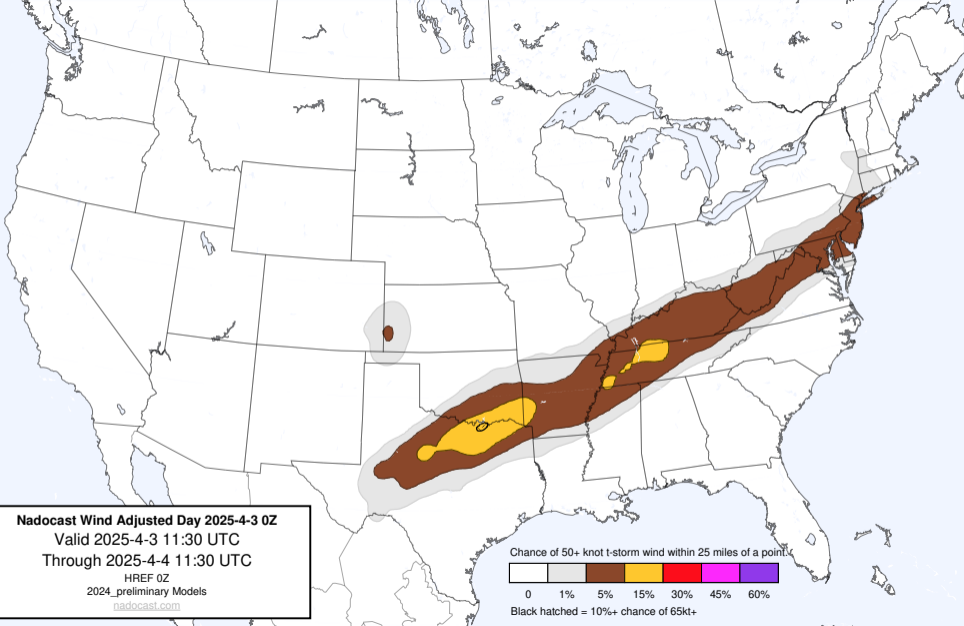 Nadocast Wind Adjusted Day 2025-4-3 0Z
Valid 2025-4-3 11:30 UTC
Through 2025-4-4 11:30 UTC
HREF 0Z
2024_preliminary Models
nadocast.com
Chance of 50+ knot t-storm wind within 25 miles of a point.
0 1% 5% 15% 30% 45% 60%
Black hatched = 10%+ chance of 65kt+